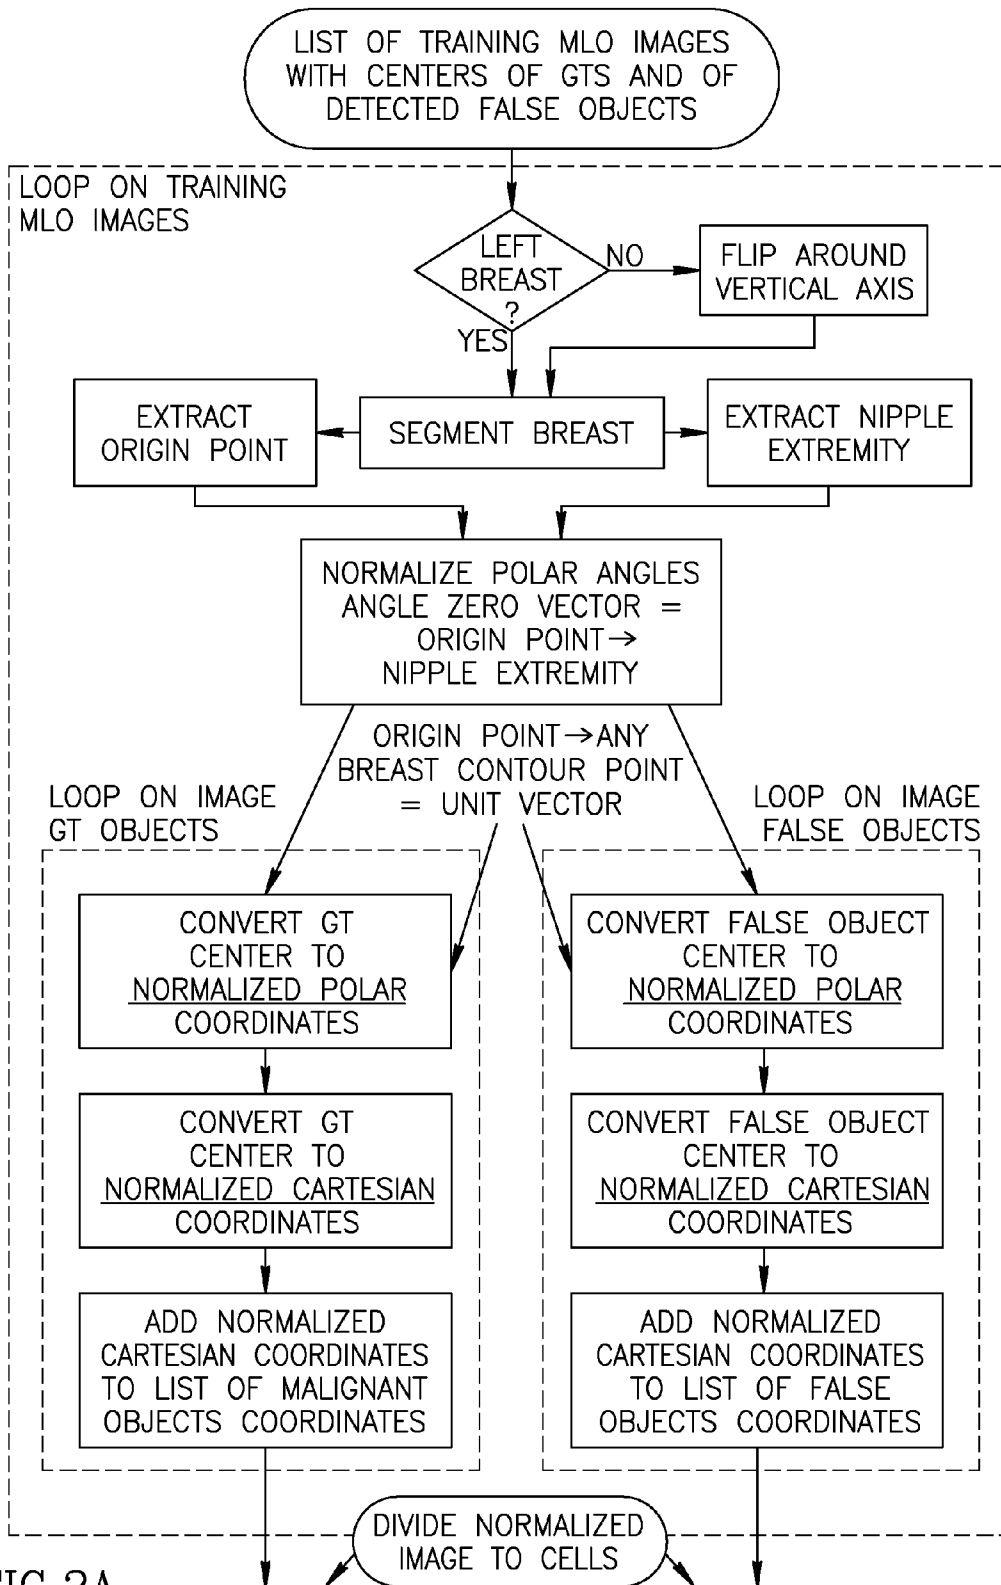 LIST OF TRAINING MLO IMAGES
WITH CENTERS OF GTS AND OF
DETECTED FALSE OBJECTS
LOOP ON TRAINING
MLO IMAGES
LEFT
BREAST
?
NO
YES
FLIP AROUND
VERTICAL AXIS
EXTRACT
ORIGIN POINT
SEGMENT BREAST
EXTRACT NIPPLE
EXTREMITY
NORMALIZE POLAR ANGLES
ANGLE ZERO VECTOR =
ORIGIN POINT→
NIPPLE EXTREMITY
ORIGIN POINT→ANY
BREAST CONTOUR POINT
= UNIT VECTOR
LOOP ON IMAGE
GT OBJECTS
LOOP ON IMAGE
FALSE OBJECTS
CONVERT GT
CENTER TO
NORMALIZED POLAR
COORDINATES
CONVERT FALSE OBJECT
CENTER TO
NORMALIZED POLAR
COORDINATES
CONVERT GT
CENTER TO
NORMALIZED CARTESIAN
COORDINATES
CONVERT FALSE OBJECT
CENTER TO
NORMALIZED CARTESIAN
COORDINATES
ADD NORMALIZED
CARTESIAN COORDINATES
TO LIST OF MALIGNANT
OBJECTS COORDINATES
ADD NORMALIZED
CARTESIAN COORDINATES
TO LIST OF FALSE
OBJECTS COORDINATES
DIVIDE NORMALIZED
IMAGE TO CELLS